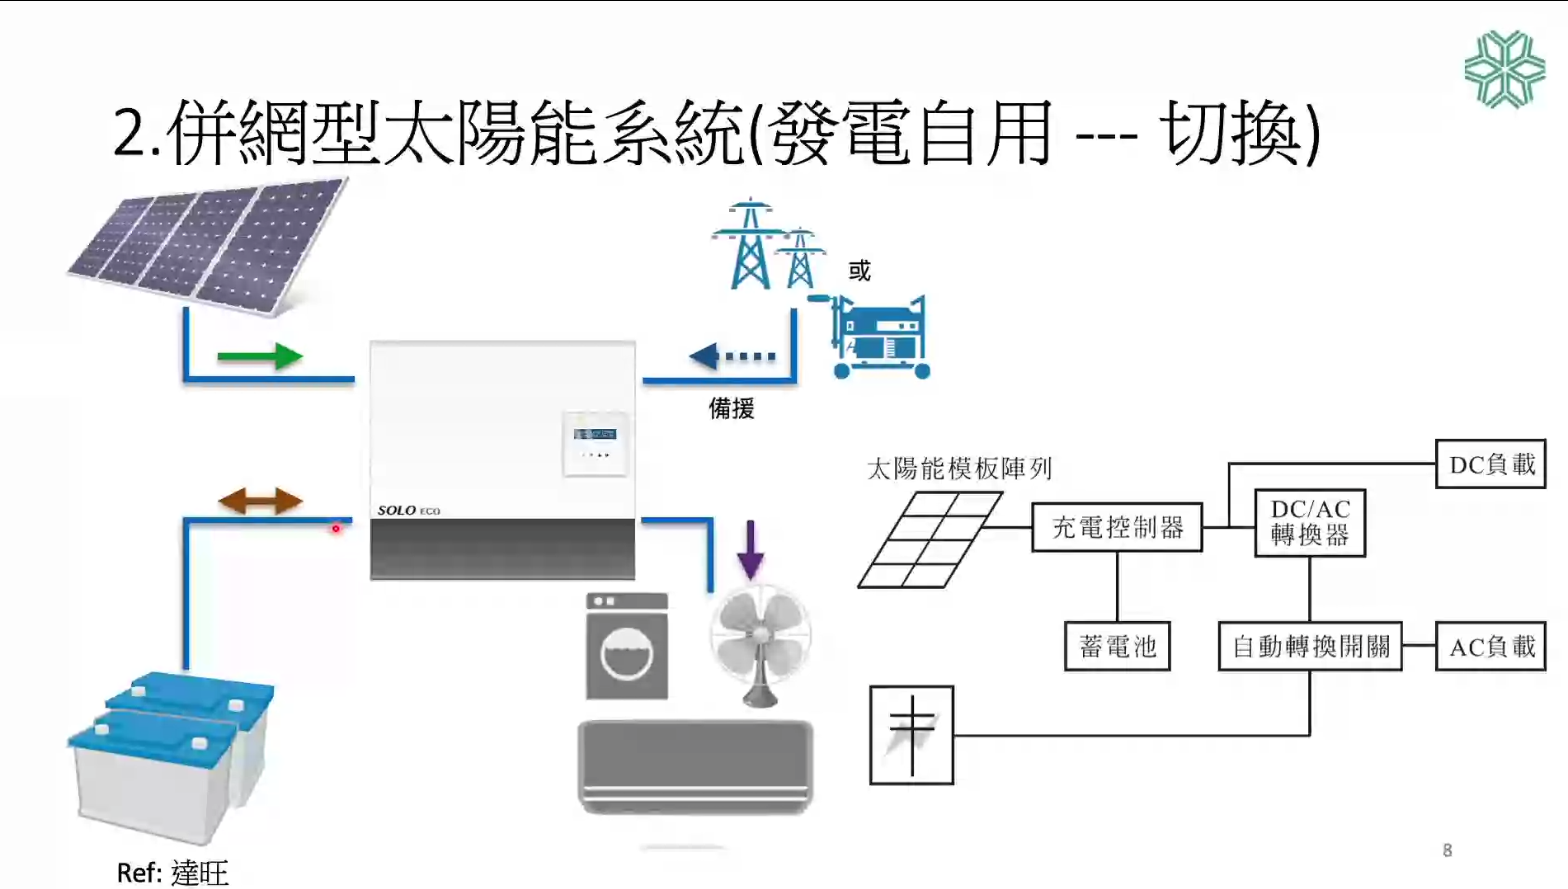 2.併網型太陽能系統(發電自用 --- 切換)
或
備援
SOLO ECO
太陽能模板陣列
DC負載
充電控制器
DC/AC
轉換器
蓄電池
自動轉換開關
AC負載
Ref: 達旺
8